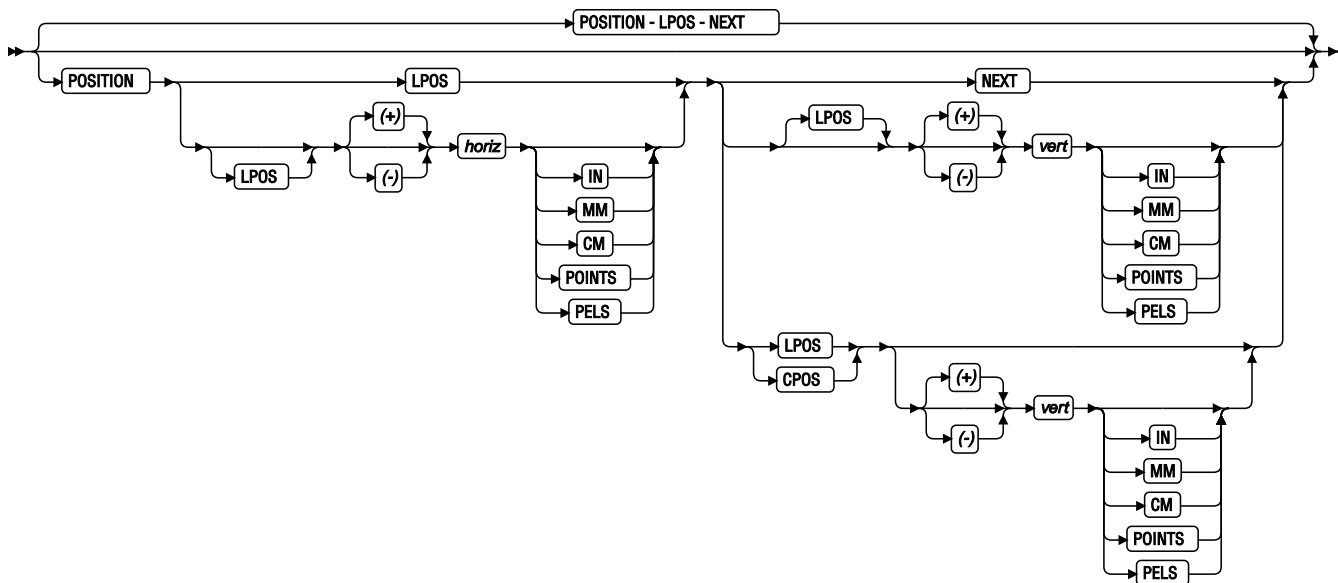 POSITION - LPOS - NEXT
POSITION LPOS NEXT
(+) LPOS (+)
horiz vert
LPOS (-) IN (-) IN
MM MM
CM CM
POINTS POINTS
PELS PELS
LPOS
CPOS (+)
vert
(-) IN
MM
CM
POINTS
PELS